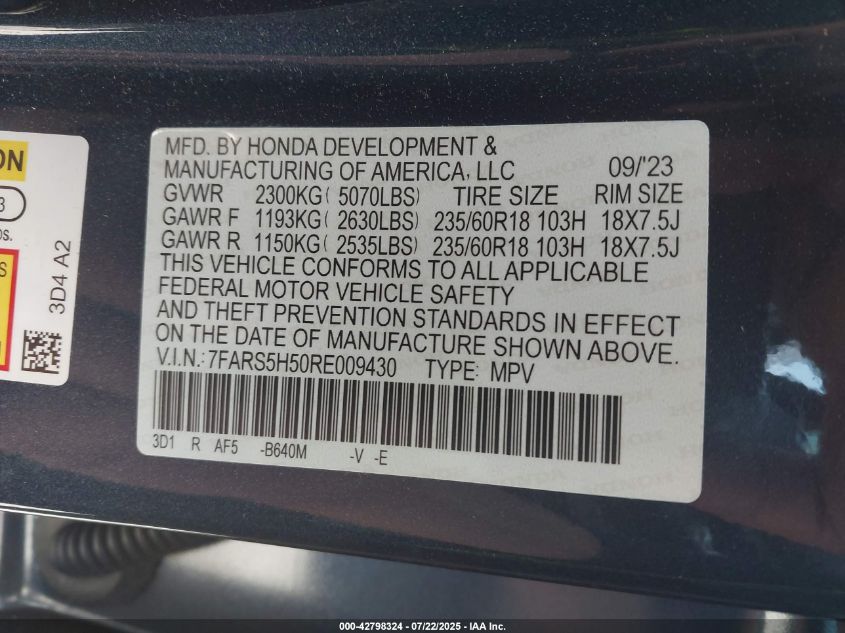 MFD. BY HONDA DEVELOPMENT &
MANUFACTURING OF AMERICA, LLC 09/'23
GVWR 2300KG( 5070LBS) TIRE SIZE RIM SIZE
GAWR F 1193KG( 2630LBS) 235/60R18 103H 18X7.5J
GAWR R 1150KG( 2535LBS) 235/60R18 103H 18X7.5J
THIS VEHICLE CONFORMS TO ALL APPLICABLE
FEDERAL MOTOR VEHICLE SAFETY
AND THEFT PREVENTION STANDARDS IN EFFECT
ON THE DATE OF MANUFACTURE SHOWN ABOVE.
V.I.N.: 7FARS5H50RE009430 TYPE: MPV
3D1 R AF5 -B640M -V -E
ON
3
os.
S
3D4 A2
000-42798324 | 07/22/2025 - IAA Inc.